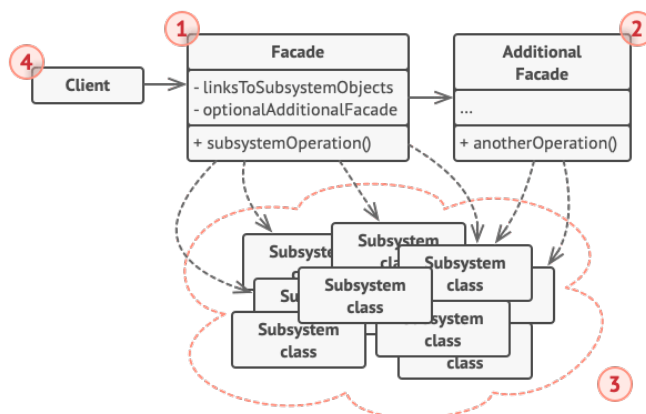 1
Facade
- linksToSubsystemObjects
- optionalAdditionalFacade
+ subsystemOperation()
2
Additional
Facade
...
+ anotherOperation()
4
Client
Subsystem
Subsystem
cla
Subsystem
class
Subsystem
class
Subsystem
class
Subsystem
class
class
3